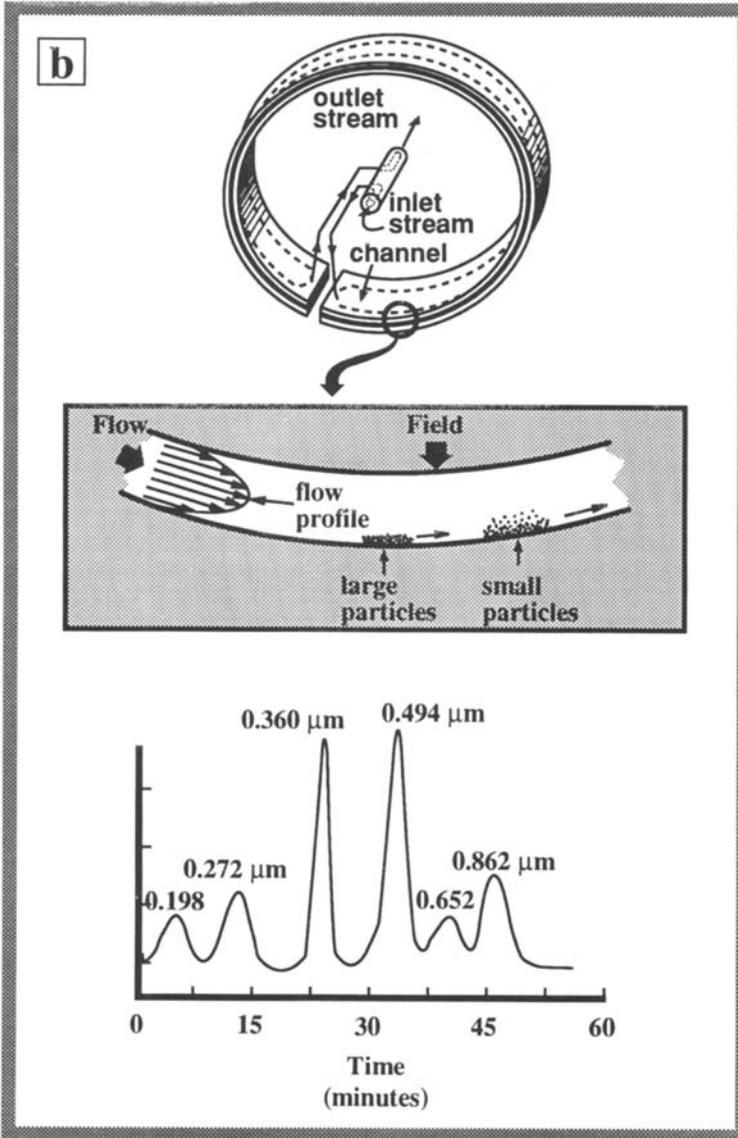 b
outlet
stream
inlet
stream
channel
Flow
Field
flow
profile
large
particles
small
particles
0.360 µm
0.494 µm
0.272 µm
0.862 µm
0.198
0.652
0
15
30
45
60
Time
(minutes)